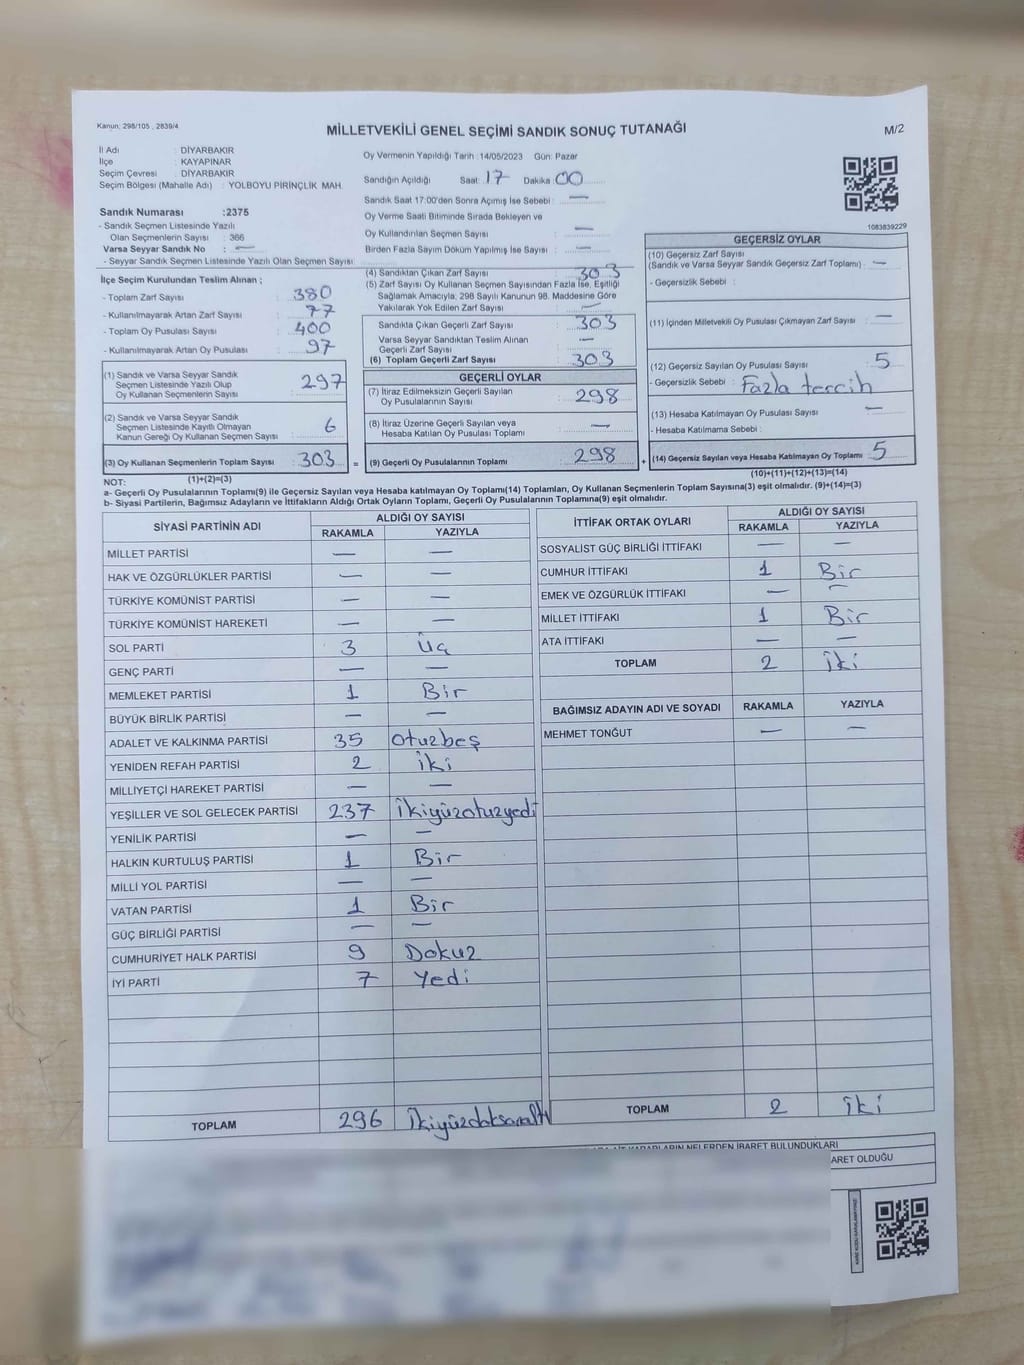 Kanun: 298/105 , 2839/4
MİLLETVEKİLİ GENEL SEÇİMİ SANDIK SONUÇ TUTANAĞI
M/2
İl Adı : DİYARBAKIR
İlçe : KAYAPINAR
Seçim Çevresi : DİYARBAKIR
Seçim Bölgesi (Mahalle Adı) : YOLBOYU PİRİNÇLİK MAH.
Sandık Numarası :2375
- Sandık Seçmen Listesinde Yazılı
Olan Seçmenlerin Sayısı : 366
Varsa Seyyar Sandık No : —
- Seyyar Sandık Seçmen Listesinde Yazılı Olan Seçmen Sayısı:
Oy Vermenin Yapıldığı Tarih :14/05/2023 Gün: Pazar
Sandığın Açıldığı Saat: 17 Dakika: 00
Sandık Saat 17:00'den Sonra Açımış İse Sebebi : —
Oy Verme Saati Bitiminde Sırada Bekleyen ve
Oy Kullandırılan Seçmen Sayısı : —
Birden Fazla Sayım Döküm Yapılmış İse Sayısı : —
1083839229
İlçe Seçim Kurulundan Teslim Alınan ;
- Toplam Zarf Sayısı : 380
- Kullanılmayarak Artan Zarf Sayısı : 77
- Toplam Oy Pusulası Sayısı : 400
- Kullanılmayarak Artan Oy Pusulası : 97
(1) Sandık ve Varsa Seyyar Sandık
Seçmen Listesinde Yazılı Olup
Oy Kullanan Seçmenlerin Sayısı : 297
(2) Sandık ve Varsa Seyyar Sandık
Seçmen Listesinde Kayıtlı Olmayan
Kanun Gereği Oy Kullanan Seçmen Sayısı : 6
(3) Oy Kullanan Seçmenlerin Toplam Sayısı : 303
(1)+(2)=(3)
(4) Sandıktan Çıkan Zarf Sayısı : 303
(5) Zarf Sayısı Oy Kullanan Seçmen Sayısından Fazla İse, Eşitliği
Sağlamak Amacıyla; 298 Sayılı Kanunun 98. Maddesine Göre
Yakılarak Yok Edilen Zarf Sayısı : —
Sandıkta Çıkan Geçerli Zarf Sayısı : 303
Varsa Seyyar Sandıktan Teslim Alınan
Geçerli Zarf Sayısı : —
(6) Toplam Geçerli Zarf Sayısı : 303
GEÇERLİ OYLAR
(7) İtiraz Edilmeksizin Geçerli Sayılan
Oy Pusulalarının Sayısı : 298
(8) İtiraz Üzerine Geçerli Sayılan veya
Hesaba Katılan Oy Pusulası Toplamı : —
= (9) Geçerli Oy Pusulalarının Toplamı : 298 +
GEÇERSİZ OYLAR
(10) Geçersiz Zarf Sayısı
(Sandık ve Varsa Seyyar Sandık Geçersiz Zarf Toplamı) : —
- Geçersizlik Sebebi :
(11) İçinden Milletvekili Oy Pusulası Çıkmayan Zarf Sayısı : —
(12) Geçersiz Sayılan Oy Pusulası Sayısı : 5
- Geçersizlik Sebebi : Fazla tercih
(13) Hesaba Katılmayan Oy Pusulası Sayısı : —
- Hesaba Katılmama Sebebi :
(14) Geçersiz Sayılan veya Hesaba Katılmayan Oy Toplamı : 5
(10)+(11)+(12)+(13)=(14)
NOT:
a- Geçerli Oy Pusulalarının Toplamı(9) ile Geçersiz Sayılan veya Hesaba katılmayan Oy Toplamı(14) Toplamları, Oy Kullanan Seçmenlerin Toplam Sayısına(3) eşit olmalıdır. (9)+(14)=(3)
b- Siyasi Partilerin, Bağımsız Adayların ve İttifakların Aldığı Ortak Oyların Toplamı, Geçerli Oy Pusulalarının Toplamına(9) eşit olmalıdır.
SİYASİ PARTİNİN ADI ALDIĞI OY SAYISI
RAKAMLA YAZIYLA
MİLLET PARTİSİ — —
HAK VE ÖZGÜRLÜKLER PARTİSİ — —
TÜRKİYE KOMÜNİST PARTİSİ — —
TÜRKİYE KOMÜNİST HAREKETİ — —
SOL PARTİ 3 Üç
GENÇ PARTİ — —
MEMLEKET PARTİSİ 1 Bir
BÜYÜK BİRLİK PARTİSİ — —
ADALET VE KALKINMA PARTİSİ 35 otuzbeş
YENİDEN REFAH PARTİSİ 2 İki
MİLLİYETÇİ HAREKET PARTİSİ — —
YEŞİLLER VE SOL GELECEK PARTİSİ 237 İkiyüzotuzyedi
YENİLİK PARTİSİ — —
HALKIN KURTULUŞ PARTİSİ 1 Bir
MİLLİ YOL PARTİSİ — —
VATAN PARTİSİ 1 Bir
GÜÇ BİRLİĞİ PARTİSİ — —
CUMHURİYET HALK PARTİSİ 9 Dokuz
İYİ PARTİ 7 Yedi
TOPLAM 296 İkiyüzdoksanaltı
İTTİFAK ORTAK OYLARI ALDIĞI OY SAYISI
RAKAMLA YAZIYLA
SOSYALİST GÜÇ BİRLİĞİ İTTİFAKI — —
CUMHUR İTTİFAKI 1 Bir
EMEK VE ÖZGÜRLÜK İTTİFAKI — —
MİLLET İTTİFAKI 1 Bir
ATA İTTİFAKI — —
TOPLAM 2 İki
BAĞIMSIZ ADAYIN ADI VE SOYADI RAKAMLA YAZIYLA
MEHMET TONĞUT — —
TOPLAM 2 İki
KARARLARIN NELERDEN İBARET BULUNDUKLARI
ARET OLDUĞU